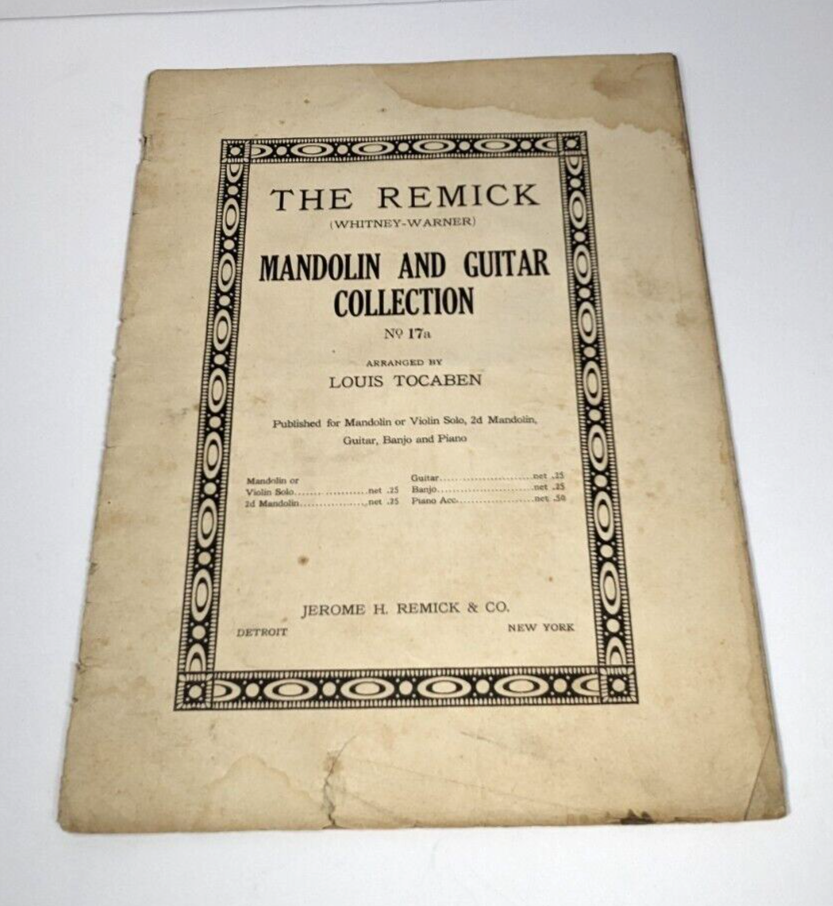 THE REMICK
(WHITNEY-WARNER)
MANDOLIN AND GUITAR
COLLECTION
Nº 17a
ARRANGED BY
LOUIS TOCABEN
Published for Mandolin or Violin Solo, 2d Mandolin,
Guitar, Banjo and Piano
Mandolin or
Violin Solo....... ...........net .25
2d Mandolin................net .25
Guitar......................net .25
Banjo.......................net .25
Piano Acc..................net .50
JEROME H. REMICK & CO.
DETROIT NEW YORK